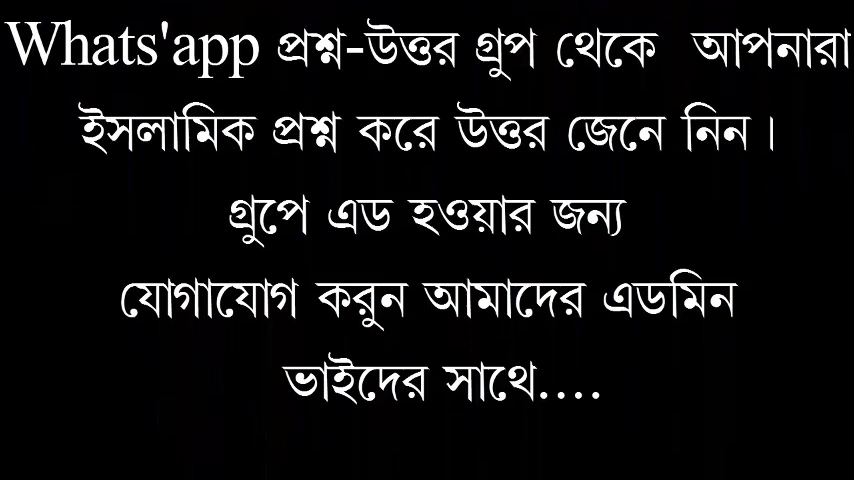 Whats'app প্রশ্ন-উত্তর গ্রুপ থেকে আপনারা
ইসলামিক প্রশ্ন করে উত্তর জেনে নিন।
গ্রুপে এড হওয়ার জন্য
যোগাযোগ করুন আমাদের এডমিন
ভাইদের সাথে....